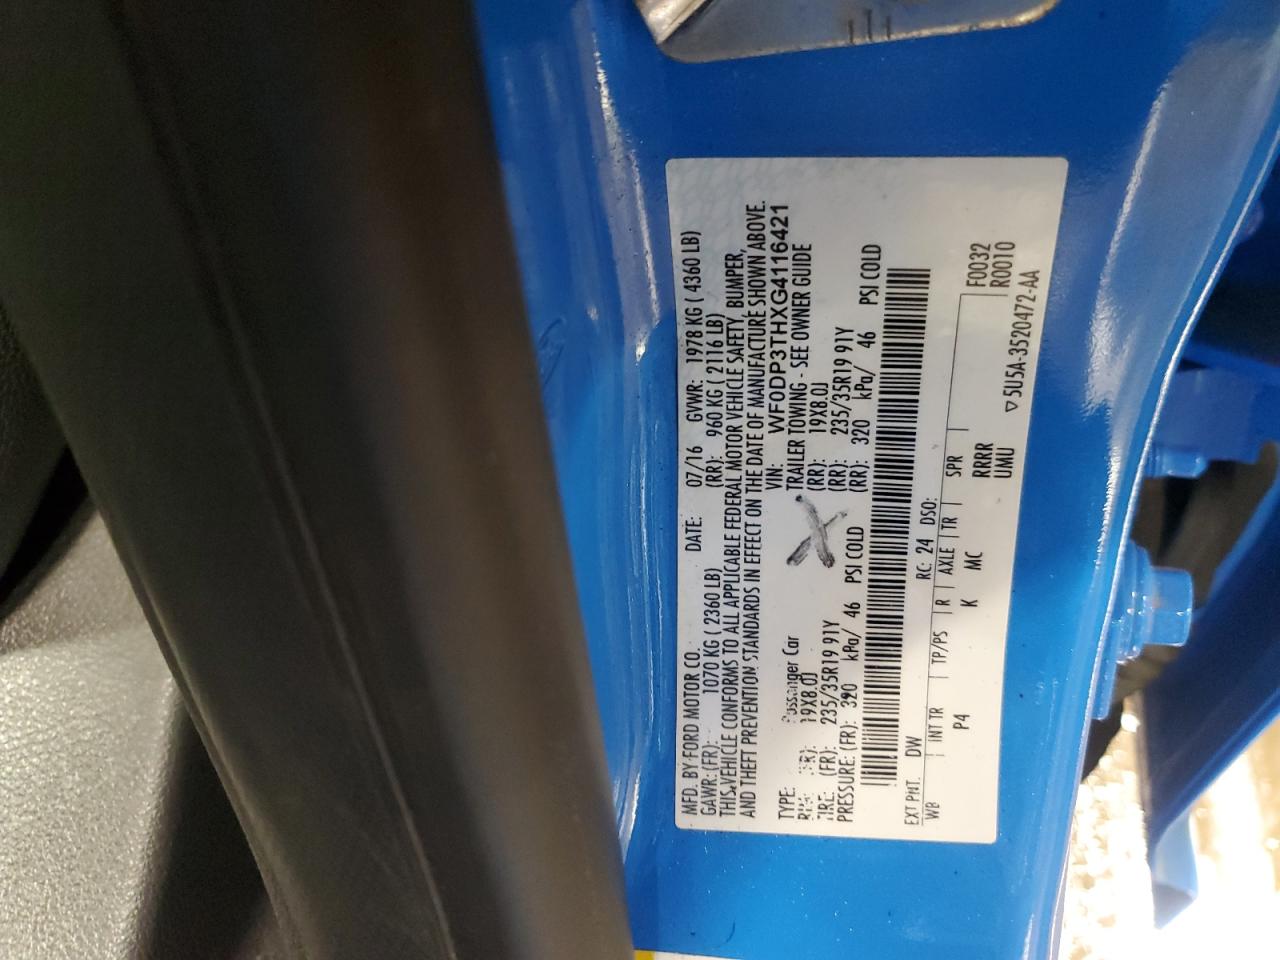 MFD. BY FORD MOTOR CO. DATE: 07/16 GVWR: 1978 KG ( 4360 LB)
GAWR: (FR): 1070 KG ( 2360 LB) (RR): 960 KG ( 2116 LB)
THIS VEHICLE CONFORMS TO ALL APPLICABLE FEDERAL MOTOR VEHICLE SAFETY, BUMPER,
AND THEFT PREVENTION STANDARDS IN EFFECT ON THE DATE OF MANUFACTURE SHOWN ABOVE.
VIN: WF0DP3THXG4116421
TYPE: Passenger Car TRAILER TOWING - SEE OWNER GUIDE
RIM: (FR): 19X8.0J (RR): 19X8.0J
TIRE: (FR): 235/35R19 91Y (RR): 235/35R19 91Y
PRESSURE: (FR): 320 kPa/ 46 PSI COLD (RR): 320 kPa/ 46 PSI COLD
EXT PNT. DW RC: 24 DSO: F0032
WB INT TR TP/PS R AXLE TR SPR R0010
P4 K MC RRRR
UMU
▽5U5A-3520472-AA